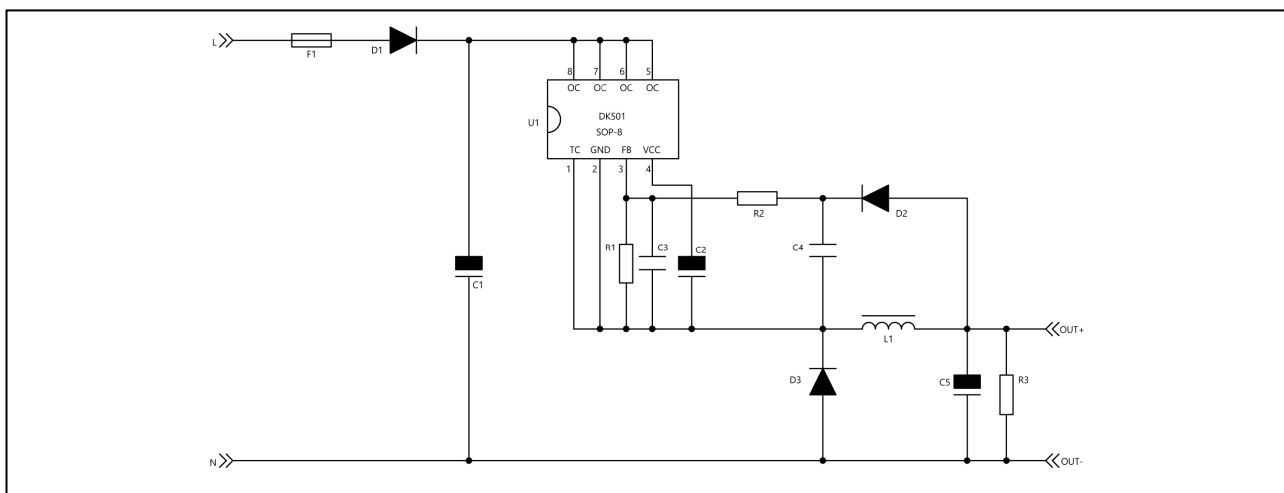 L
F1
D1
8 7 6 5
OC OC OC OC
U1
DK501
SOP-8
TC GND FB VCC
1 2 3 4
R2
D2
R1
C3
C2
C4
C1
L1
OUT+
D3
C5
R3
N
OUT-